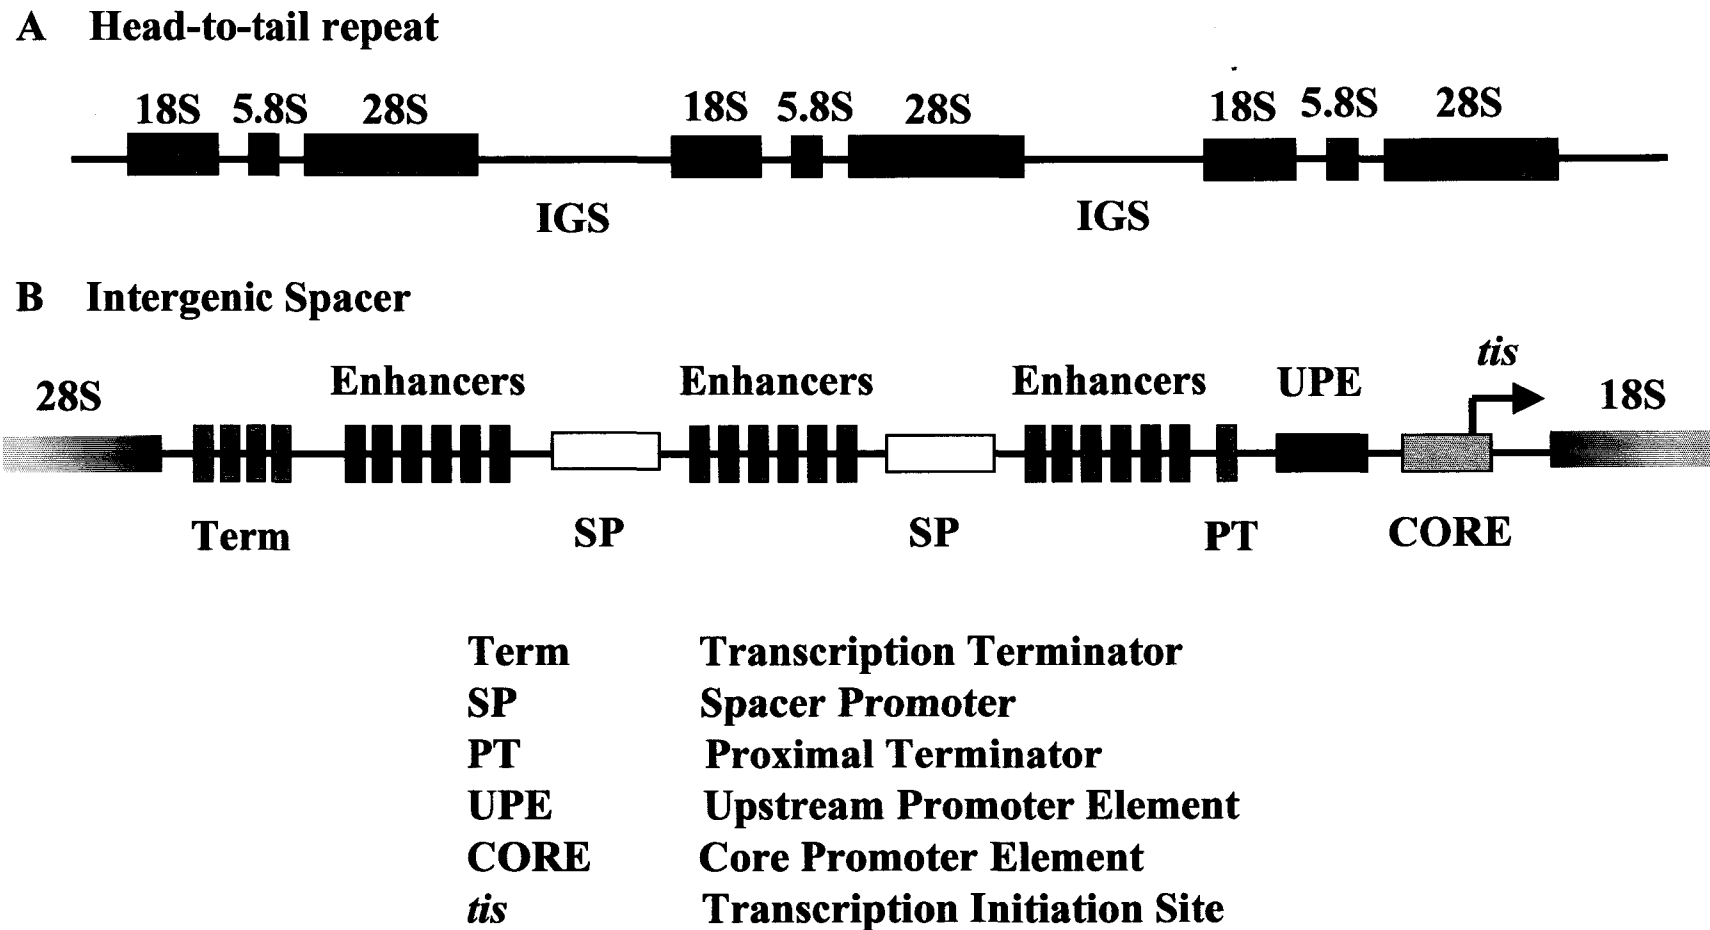 A Head-to-tail repeat
18S 5.8S 28S 18S 5.8S 28S 18S 5.8S 28S
IGS IGS
B Intergenic Spacer
tis
28S Enhancers Enhancers Enhancers UPE 18S
Term SP SP PT CORE
Term Transcription Terminator
SP Spacer Promoter
PT Proximal Terminator
UPE Upstream Promoter Element
CORE Core Promoter Element
tis Transcription Initiation Site